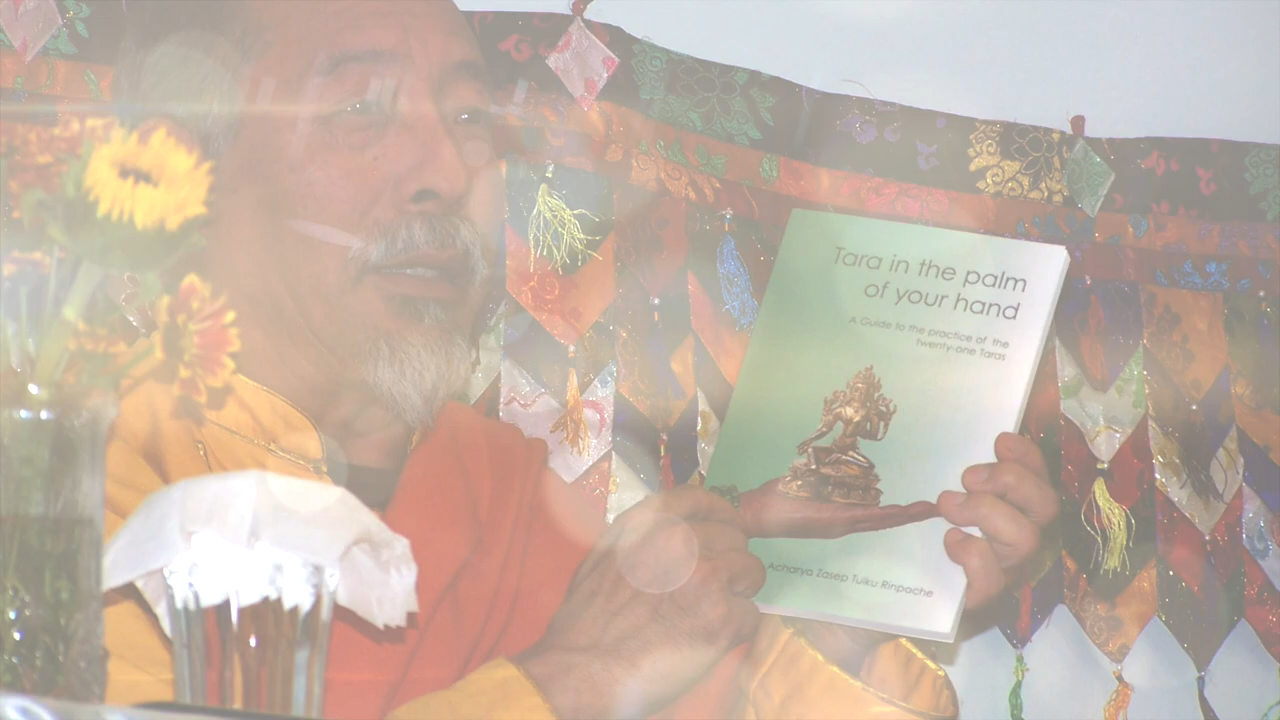 Tara in the palm
of your hand
A Guide to the practice of the
twenty-one Taras
Acharya Zasep Tulku Rinpoche